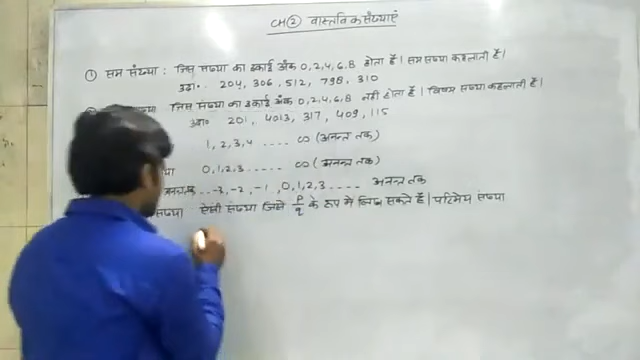 CH② वास्तविक संख्याएं
① सम संख्या : जिस संख्या का इकाई अंक 0,2,4,6,8 होता है। सम संख्या कहलाती है।
उदा॰ 204, 306, 512, 798, 310
जिस संख्या का इकाई अंक 0,2,4,6,8 नहीं होता है। विषम संख्या कहलाती है।
उदा॰ 201, 4013, 317, 409, 115
1, 2, 3, 4 .... ∞ (अनन्त तक)
0, 1, 2, 3 ..... ∞ (अनन्त तक)
...-3, -2, -1, 0, 1, 2, 3 ..... अनन्त तक
संख्या ऐसी संख्या जिसे p/q के रूप में लिख सकते हैं। परिमेय संख्या